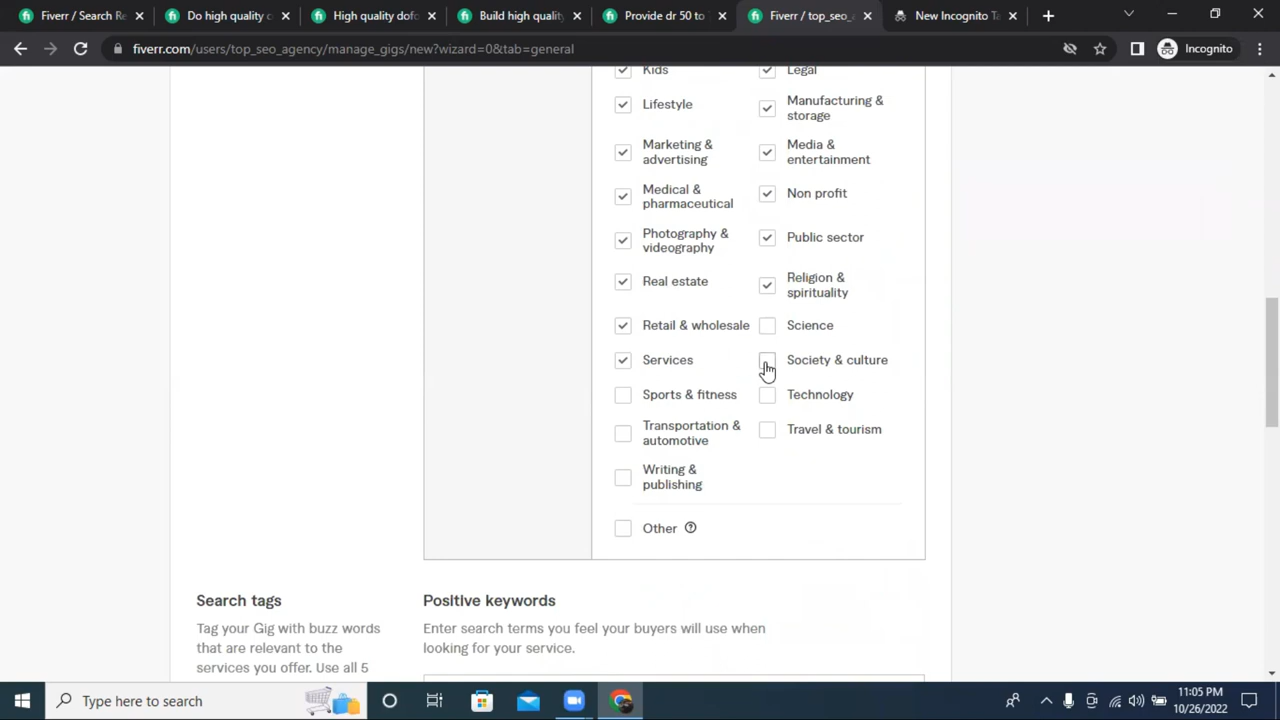 Fiverr / Search Re
Do high quality c
High quality dofo
Build high quality
Provide dr 50 to
Fiverr / top_seo_
New Incognito Ta
fiverr.com/users/top_seo_agency/manage_gigs/new?wizard=0&tab=general
Incognito
Kids
Legal
Lifestyle
Manufacturing &
storage
Marketing &
advertising
Media &
entertainment
Medical &
pharmaceutical
Non profit
Photography &
videography
Public sector
Real estate
Religion &
spirituality
Retail & wholesale
Science
Services
Society & culture
Sports & fitness
Technology
Transportation &
automotive
Travel & tourism
Writing &
publishing
Other
Search tags
Positive keywords
Tag your Gig with buzz words
that are relevant to the
services you offer. Use all 5
Enter search terms you feel your buyers will use when
looking for your service.
Type here to search
11:05 PM
10/26/2022